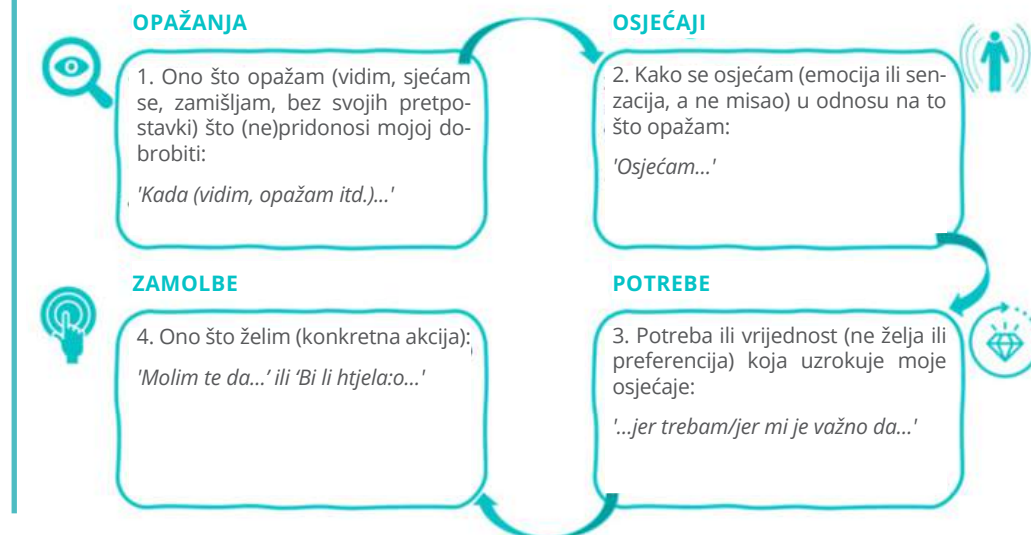 OPAŽANJA
1. Ono što opažam (vidim, sjećam
se, zamišljam, bez svojih pretpo-
stavki) što (ne)pridonosi mojoj do-
brobiti:
'Kada (vidim, opažam itd.)...'
OSJEĆAJI
2. Kako se osjećam (emocija ili sen-
zacija, a ne misao) u odnosu na to
što opažam:
'Osjećam...'
POTREBE
3. Potreba ili vrijednost (ne želja ili
preferencija) koja uzrokuje moje
osjećaje:
'...jer trebam/jer mi je važno da...'
ZAMOLBE
4. Ono što želim (konkretna akcija):
'Molim te da...’ ili ‘Bi li htjela:o...'